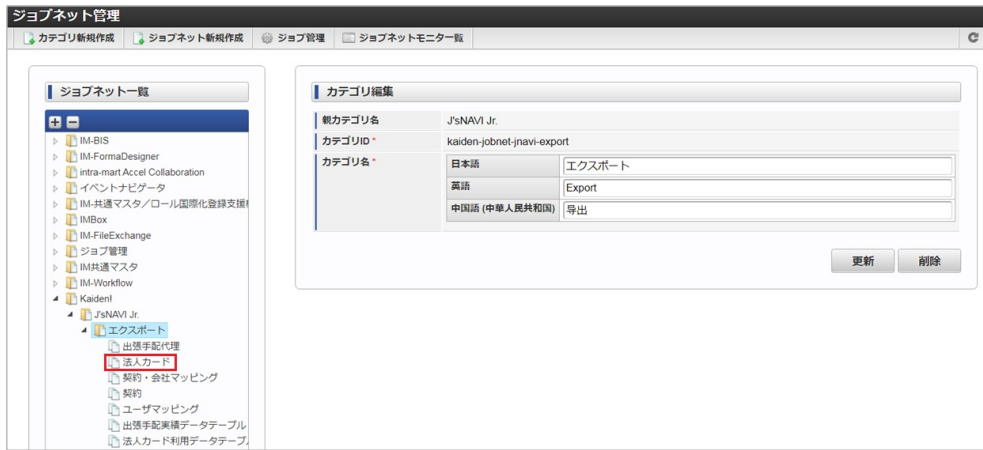 ジョブネット管理
カテゴリ新規作成 ジョブネット新規作成 ジョブ管理 ジョブネットモニタ一覧
ジョブネット一覧
IM-BIS
IM-FormaDesigner
intra-mart Accel Collaboration
イベントナビゲータ
IM-共通マスタ／ロール国際化登録支援
IMBox
IM-FileExchange
ジョブ管理
IM共通マスタ
IM-Workflow
Kaiden!
J'sNAVI Jr.
エクスポート
出張手配代理
法人カード
契約・会社マッピング
契約
ユーザマッピング
出張手配実績データテーブル
法人カード利用データテーブ
カテゴリ編集
親カテゴリ名 J'sNAVI Jr.
カテゴリID * kaiden-jobnet-jnavi-export
カテゴリ名 * 日本語 エクスポート
英語 Export
中国語 (中華人民共和国) 导出
更新 削除